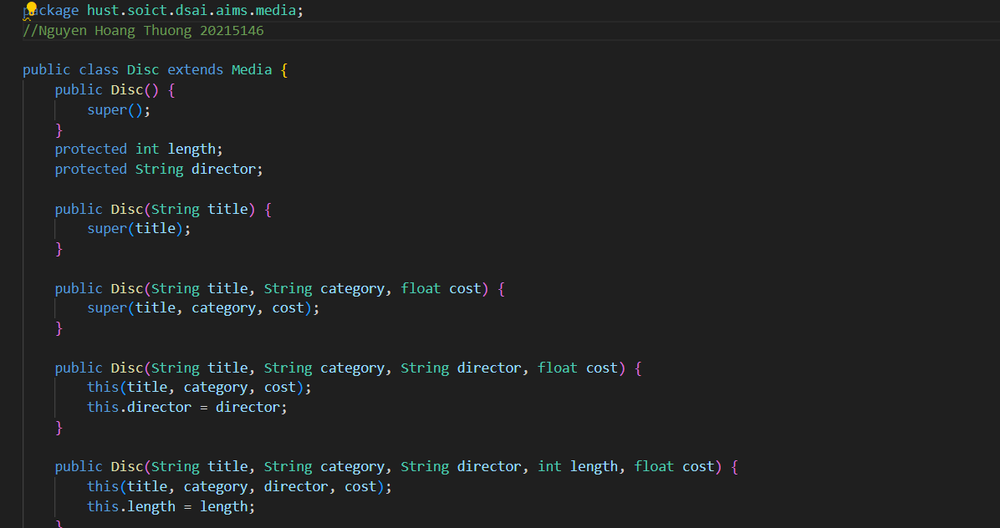 package hust.soict.dsai.aims.media;
//Nguyen Hoang Thuong 20215146
public class Disc extends Media {
public Disc() {
super();
}
protected int length;
protected String director;
public Disc(String title) {
super(title);
}
public Disc(String title, String category, float cost) {
super(title, category, cost);
}
public Disc(String title, String category, String director, float cost) {
this(title, category, cost);
this.director = director;
}
public Disc(String title, String category, String director, int length, float cost) {
this(title, category, director, cost);
this.length = length;
}